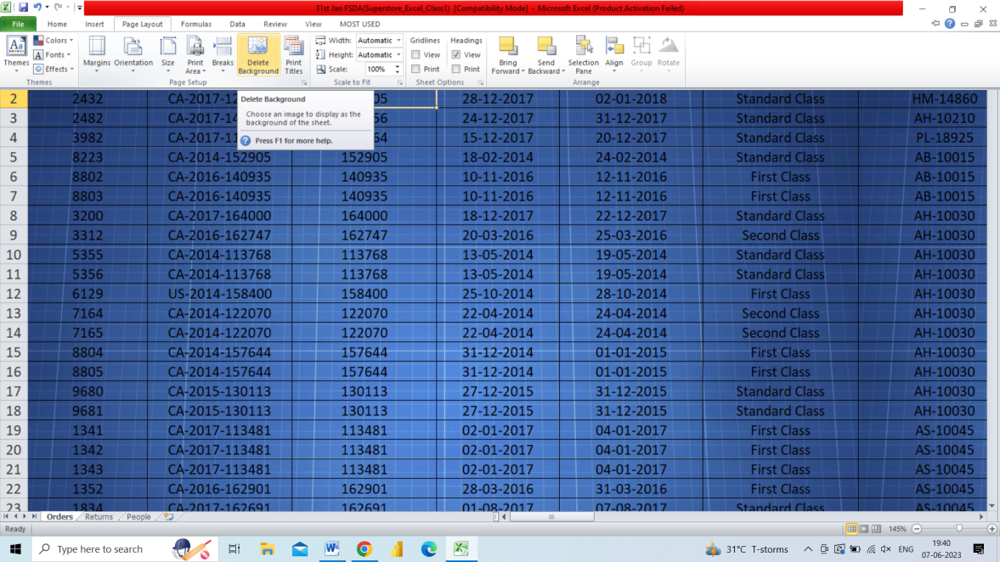 31st Jan FSDA(Superstore_Excel_Class1) [Compatibility Mode] - Microsoft Excel (Product Activation Failed)
File Home Insert Page Layout Formulas Data Review View MOST USED
Themes Colors Fonts Effects
Margins Orientation Size Print Area Breaks Delete Background Print Titles
Width: Automatic
Height: Automatic
Scale: 100%
Gridlines Headings
View View
Print Print
Bring Forward Send Backward Selection Pane Align Group Rotate
Themes Page Setup Scale to Fit Sheet Options Arrange
Delete Background
Choose an image to display as the
background of the sheet.
Press F1 for more help.
2 2432 CA-2017-12 05 28-12-2017 02-01-2018 Standard Class HM-14860
3 2482 CA-2017-14 56 24-12-2017 31-12-2017 Standard Class AH-10210
4 3982 CA-2017-11 64 15-12-2017 20-12-2017 Standard Class PL-18925
5 8223 CA-2014-152905 152905 18-02-2014 24-02-2014 Standard Class AB-10015
6 8802 CA-2016-140935 140935 10-11-2016 12-11-2016 First Class AB-10015
7 8803 CA-2016-140935 140935 10-11-2016 12-11-2016 First Class AB-10015
8 3200 CA-2017-164000 164000 18-12-2017 22-12-2017 Standard Class AH-10030
9 3312 CA-2016-162747 162747 20-03-2016 25-03-2016 Second Class AH-10030
10 5355 CA-2014-113768 113768 13-05-2014 19-05-2014 Standard Class AH-10030
11 5356 CA-2014-113768 113768 13-05-2014 19-05-2014 Standard Class AH-10030
12 6129 US-2014-158400 158400 25-10-2014 28-10-2014 First Class AH-10030
13 7164 CA-2014-122070 122070 22-04-2014 24-04-2014 Second Class AH-10030
14 7165 CA-2014-122070 122070 22-04-2014 24-04-2014 Second Class AH-10030
15 8804 CA-2014-157644 157644 31-12-2014 01-01-2015 First Class AH-10030
16 8805 CA-2014-157644 157644 31-12-2014 01-01-2015 First Class AH-10030
17 9680 CA-2015-130113 130113 27-12-2015 31-12-2015 Standard Class AH-10030
18 9681 CA-2015-130113 130113 27-12-2015 31-12-2015 Standard Class AH-10030
19 1341 CA-2017-113481 113481 02-01-2017 04-01-2017 First Class AS-10045
20 1342 CA-2017-113481 113481 02-01-2017 04-01-2017 First Class AS-10045
21 1343 CA-2017-113481 113481 02-01-2017 04-01-2017 First Class AS-10045
22 1352 CA-2016-162901 162901 28-03-2016 31-03-2016 First Class AS-10045
23 1834 CA-2017-162691 162691 01-08-2017 07-08-2017 Standard Class AS-10045
Orders Returns People
Ready 145%
Type here to search 31°C T-storms ENG 19:40
07-06-2023